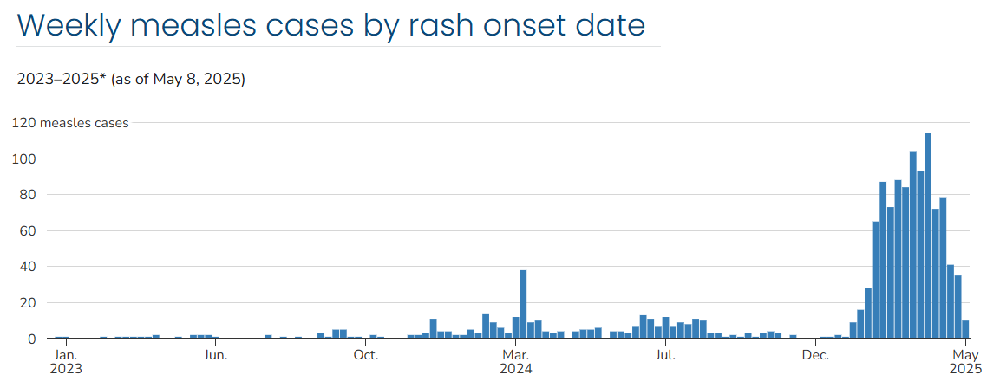 Weekly measles cases by rash onset date
2023–2025* (as of May 8, 2025)
120 measles cases
100
80
60
40
20
0
Jan. Jun. Oct. Mar. Jul. Dec. May
2023 2024 2025